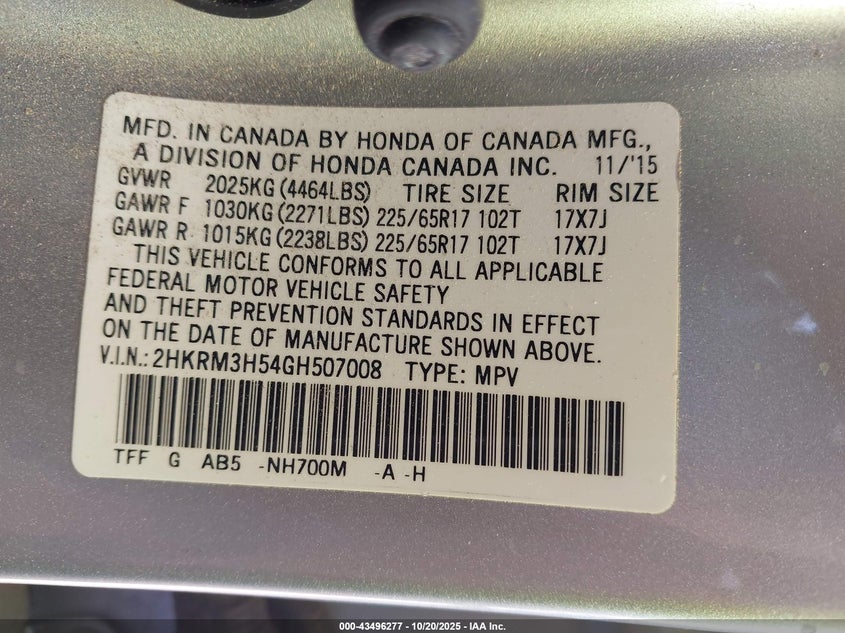 MFD. IN CANADA BY HONDA OF CANADA MFG.,
A DIVISION OF HONDA CANADA INC. 11/'15
GVWR 2025KG (4464LBS) TIRE SIZE RIM SIZE
GAWR F 1030KG (2271LBS) 225/65R17 102T 17X7J
GAWR R 1015KG (2238LBS) 225/65R17 102T 17X7J
THIS VEHICLE CONFORMS TO ALL APPLICABLE
FEDERAL MOTOR VEHICLE SAFETY
AND THEFT PREVENTION STANDARDS IN EFFECT
ON THE DATE OF MANUFACTURE SHOWN ABOVE.
V.I.N.: 2HKRM3H54GH507008 TYPE: MPV
TFF G AB5 -NH700M -A -H
000-43496277 - 10/20/2025 - IAA Inc.